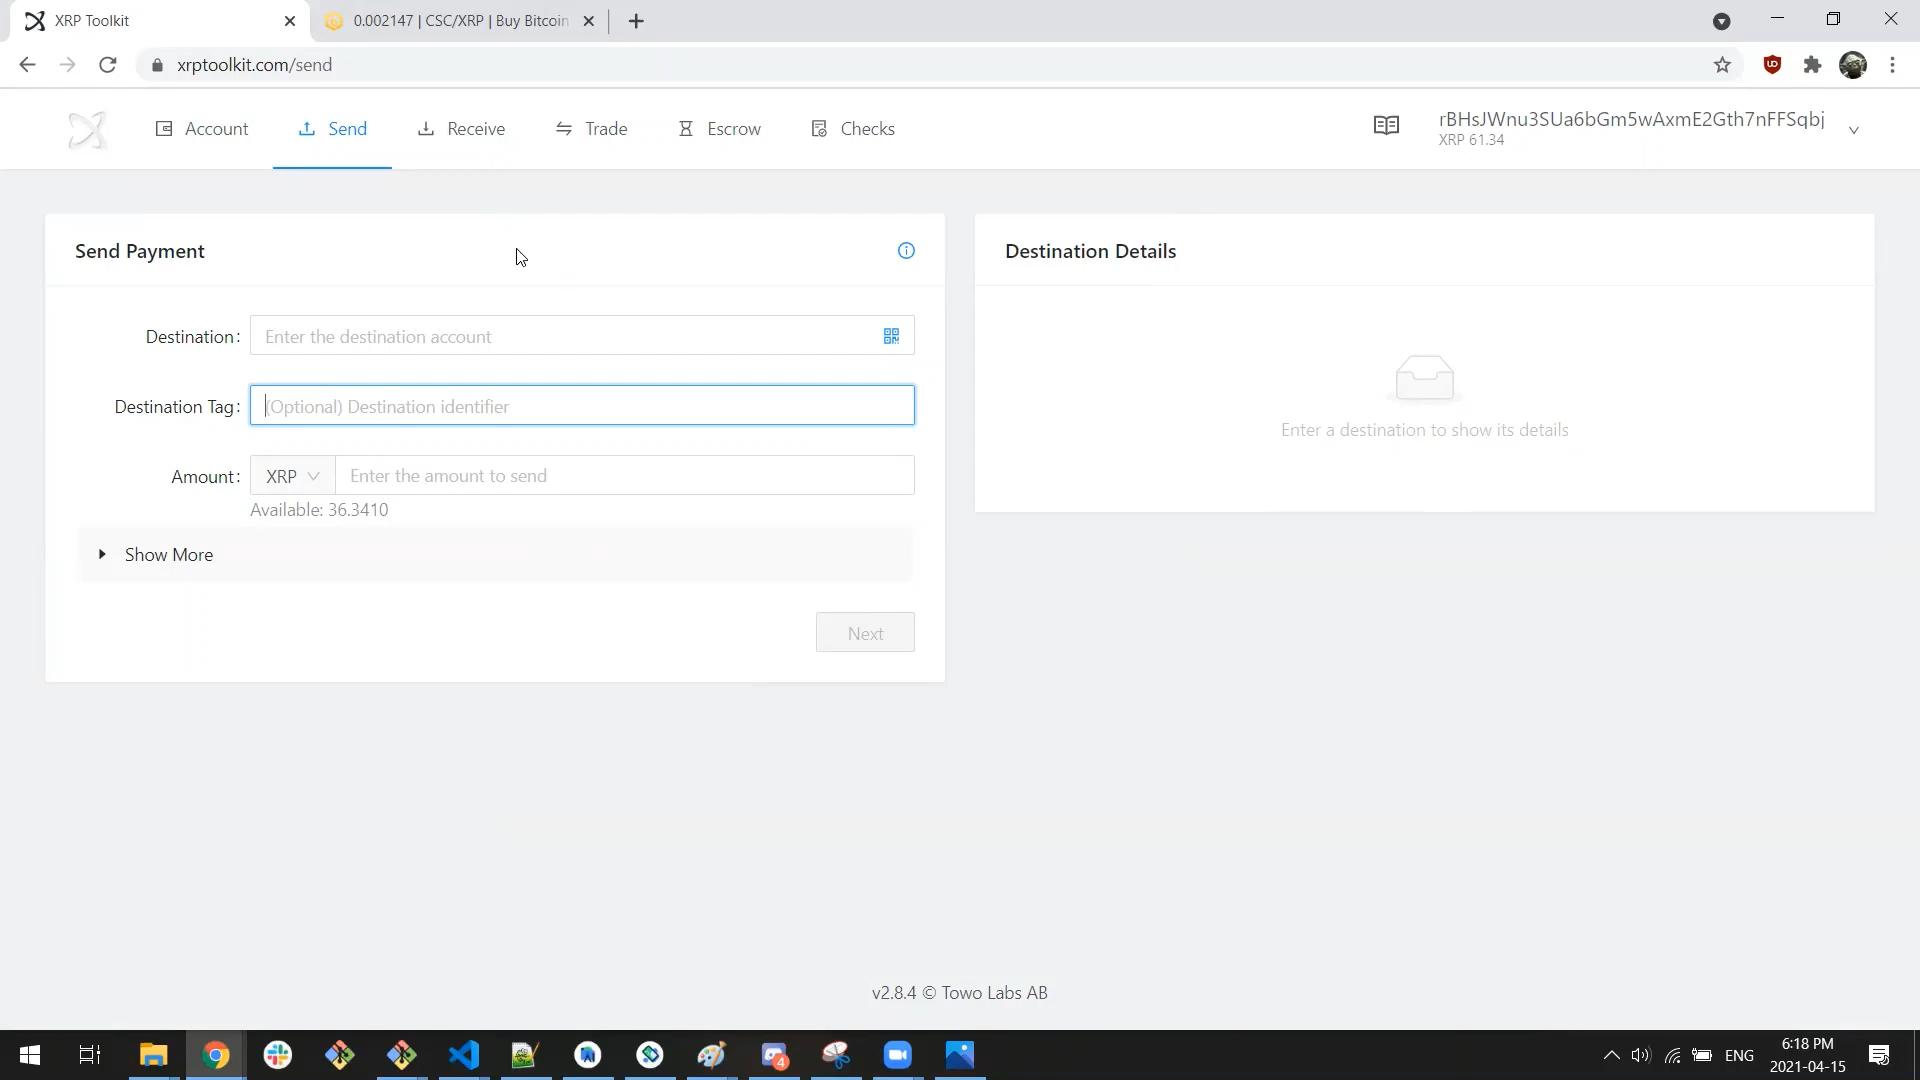 XRP Toolkit
0.002147 | CSC/XRP | Buy Bitcoin
xrptoolkit.com/send
Account
Send
Receive
Trade
Escrow
Checks
rBHsJWnu3SUa6bGm5wAxmE2Gth7nFFSqbj
XRP 61.34
Send Payment
Destination:
Enter the destination account
Destination Tag:
(Optional) Destination identifier
Amount:
XRP
Enter the amount to send
Available: 36.3410
Show More
Next
Destination Details
Enter a destination to show its details
v2.8.4 © Towo Labs AB
4
ENG
6:18 PM
2021-04-15